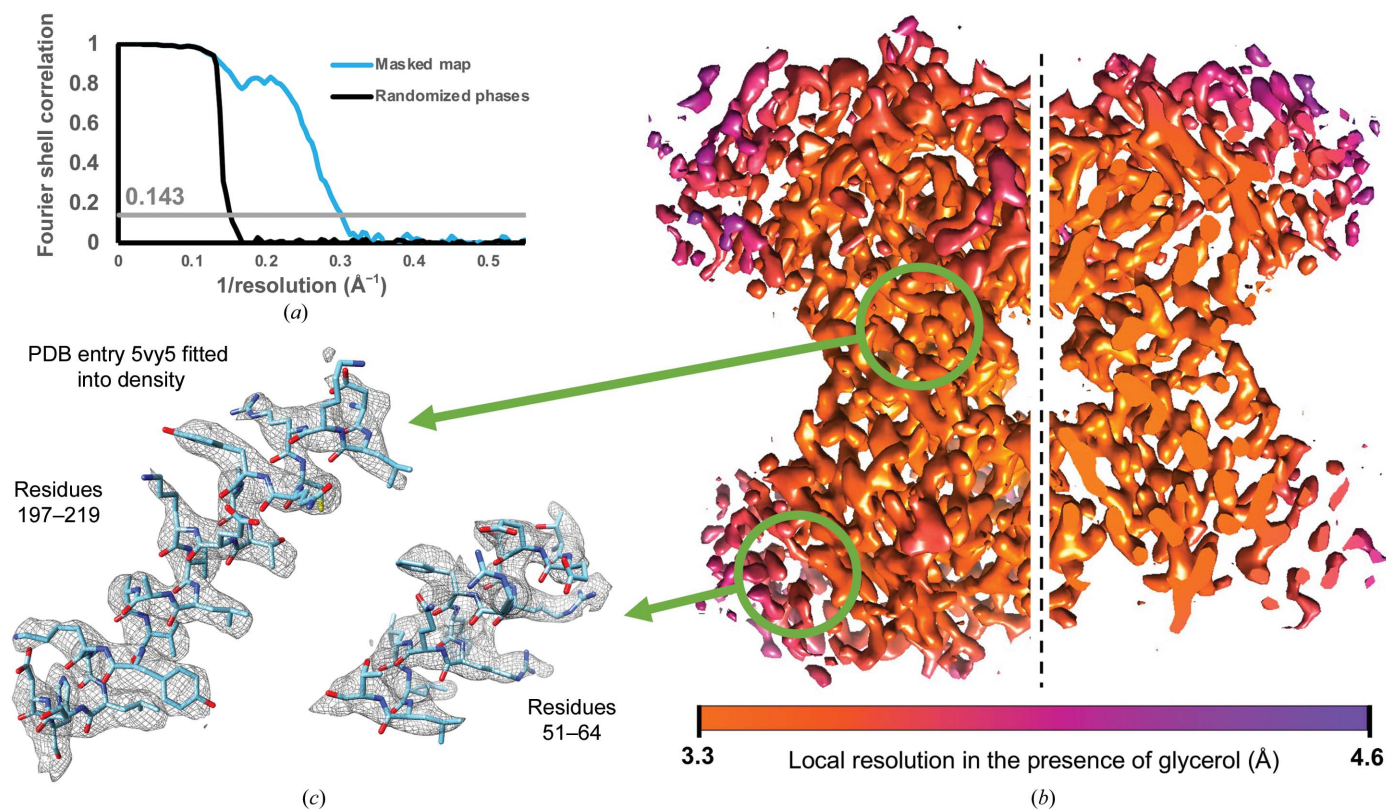 1
0.8
0.6
0.4
0.2
0
Fourier shell correlation
Masked map
Randomized phases
0.143
0 0.1 0.2 0.3 0.4 0.5
1/resolution (Å⁻¹)
(a)
PDB entry 5vy5 fitted
into density
Residues
197–219
Residues
51–64
(c)
3.3 4.6
Local resolution in the presence of glycerol (Å)
(b)